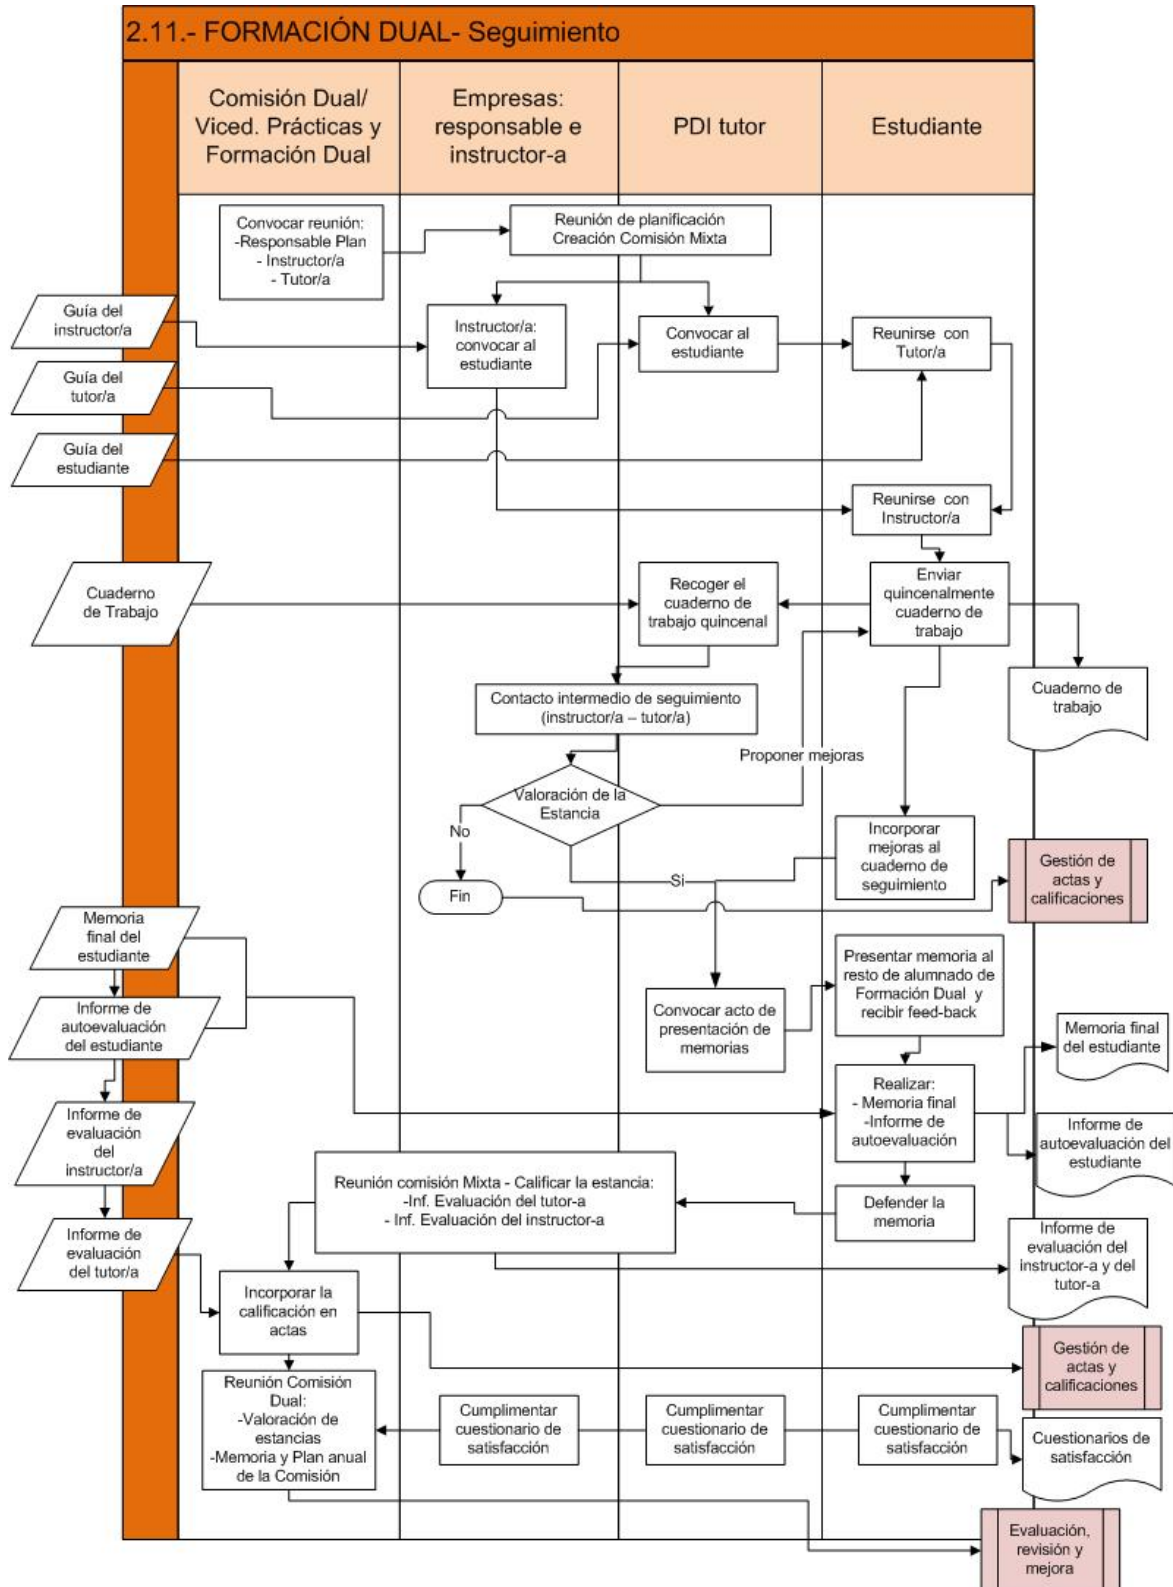 2.11.- FORMACIÓN DUAL- Seguimiento
Comisión Dual/
Viced. Prácticas y
Formación Dual
Empresas:
responsable e
instructor-a
PDI tutor
Estudiante
Convocar reunión:
-Responsable Plan
- Instructor/a
- Tutor/a
Reunión de planificación
Creación Comisión Mixta
Guía del
instructor/a
Instructor/a:
convocar al
estudiante
Convocar al
estudiante
Reunirse con
Tutor/a
Guía del
tutor/a
Guía del
estudiante
Reunirse con
Instructor/a
Cuaderno
de Trabajo
Recoger el
cuaderno de
trabajo quincenal
Enviar
quincenalmente
cuaderno de
trabajo
Cuaderno de
trabajo
Contacto intermedio de seguimiento
(instructor/a – tutor/a)
Proponer mejoras
Valoración de la
Estancia
No
Si
Fin
Incorporar
mejoras al
cuaderno de
seguimiento
Gestión de
actas y
calificaciones
Memoria
final del
estudiante
Informe de
autoevaluación
del estudiante
Convocar acto de
presentación de
memorias
Presentar memoria al
resto de alumnado de
Formación Dual y
recibir feed-back
Memoria final
del estudiante
Realizar:
- Memoria final
-Informe de
autoevaluación
Informe de
autoevaluación del
estudiante
Informe de
evaluación
del
instructor/a
Reunión comisión Mixta - Calificar la estancia:
-Inf. Evaluación del tutor-a
- Inf. Evaluación del instructor-a
Defender la
memoria
Informe de
evaluación
del tutor/a
Informe de
evaluación del
instructor-a y del
tutor-a
Incorporar la
calificación en
actas
Gestión de
actas y
calificaciones
Reunión Comisión
Dual:
-Valoración de
estancias
-Memoria y Plan anual
de la Comisión
Cumplimentar
cuestionario de
satisfacción
Cumplimentar
cuestionario de
satisfacción
Cumplimentar
cuestionario de
satisfacción
Cuestionarios de
satisfacción
Evaluación,
revisión y
mejora